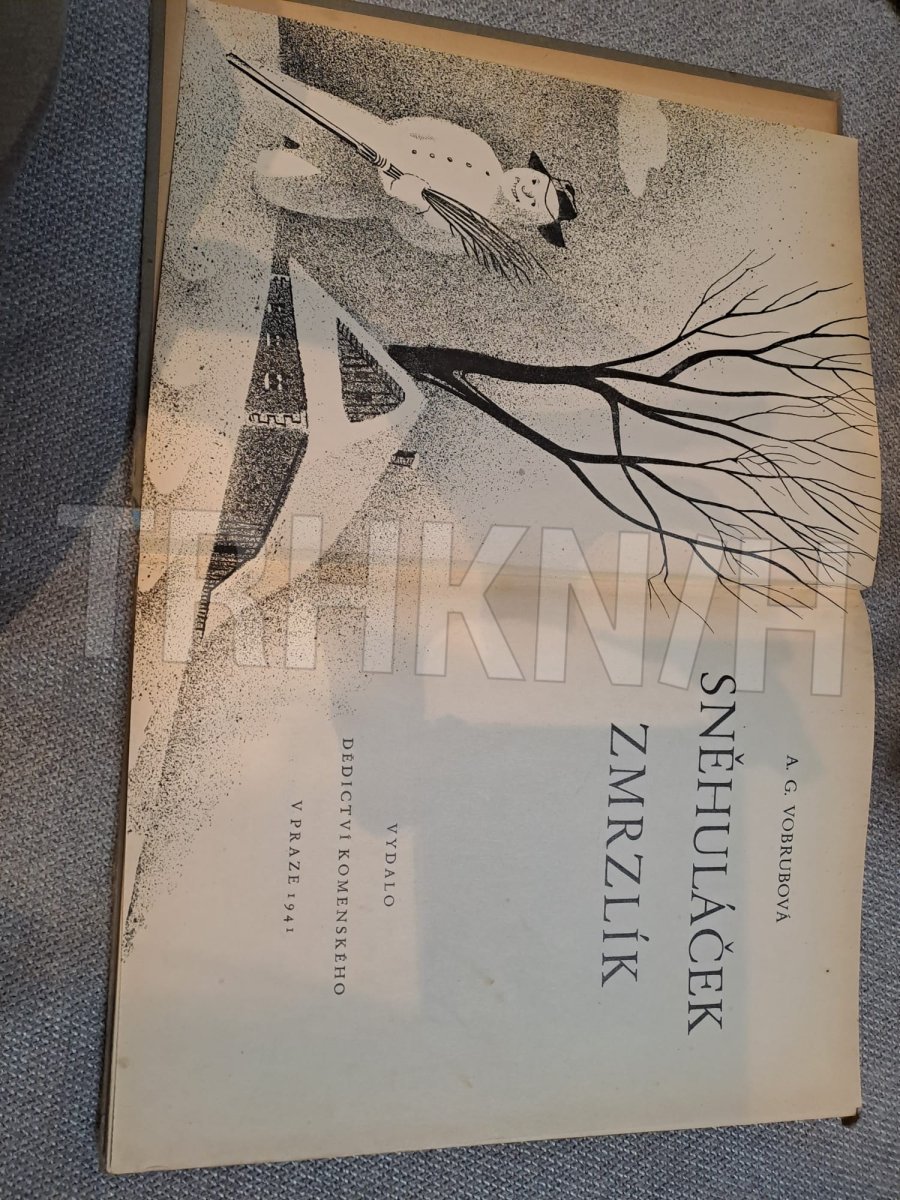 A. G. VOBRUBOVÁ
SNĚHULÁČEK
ZMRZLÍK
VYDALO
DĚDICTVÍ KOMENSKÉHO
V PRAZE 1941
TRHKNIH